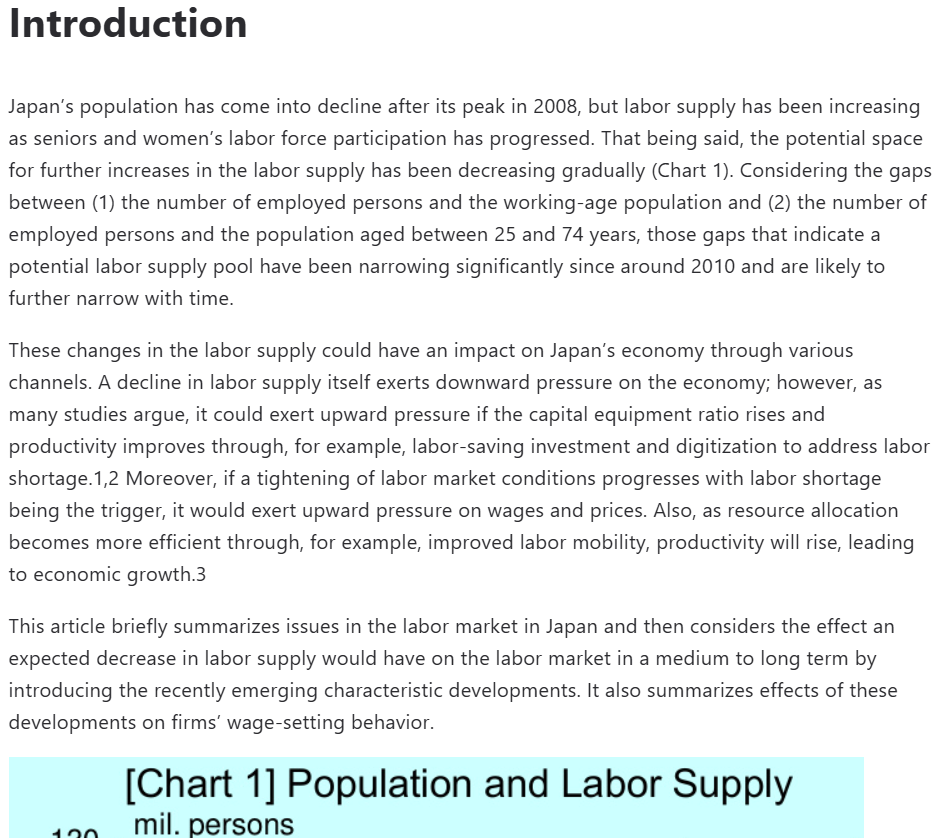 Introduction
Japan’s population has come into decline after its peak in 2008, but labor supply has been increasing
as seniors and women’s labor force participation has progressed. That being said, the potential space
for further increases in the labor supply has been decreasing gradually (Chart 1). Considering the gaps
between (1) the number of employed persons and the working-age population and (2) the number of
employed persons and the population aged between 25 and 74 years, those gaps that indicate a
potential labor supply pool have been narrowing significantly since around 2010 and are likely to
further narrow with time.
These changes in the labor supply could have an impact on Japan’s economy through various
channels. A decline in labor supply itself exerts downward pressure on the economy; however, as
many studies argue, it could exert upward pressure if the capital equipment ratio rises and
productivity improves through, for example, labor-saving investment and digitization to address labor
shortage.1,2 Moreover, if a tightening of labor market conditions progresses with labor shortage
being the trigger, it would exert upward pressure on wages and prices. Also, as resource allocation
becomes more efficient through, for example, improved labor mobility, productivity will rise, leading
to economic growth.3
This article briefly summarizes issues in the labor market in Japan and then considers the effect an
expected decrease in labor supply would have on the labor market in a medium to long term by
introducing the recently emerging characteristic developments. It also summarizes effects of these
developments on firms’ wage-setting behavior.
[Chart 1] Population and Labor Supply
mil. persons